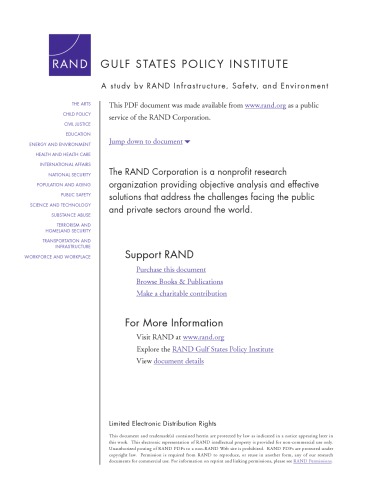 RAND
GULF STATES POLICY INSTITUTE
A study by RAND Infrastructure, Safety, and Environment
THE ARTS
CHILD POLICY
CIVIL JUSTICE
EDUCATION
ENERGY AND ENVIRONMENT
HEALTH AND HEALTH CARE
INTERNATIONAL AFFAIRS
NATIONAL SECURITY
POPULATION AND AGING
PUBLIC SAFETY
SCIENCE AND TECHNOLOGY
SUBSTANCE ABUSE
TERRORISM AND
HOMELAND SECURITY
TRANSPORTATION AND
INFRASTRUCTURE
WORKFORCE AND WORKPLACE
This PDF document was made available from www.rand.org as a public
service of the RAND Corporation.
Jump down to document
The RAND Corporation is a nonprofit research
organization providing objective analysis and effective
solutions that address the challenges facing the public
and private sectors around the world.
Support RAND
Purchase this document
Browse Books & Publications
Make a charitable contribution
For More Information
Visit RAND at www.rand.org
Explore the RAND Gulf States Policy Institute
View document details
Limited Electronic Distribution Rights
This document and trademark(s) contained herein are protected by law as indicated in a notice appearing later in
this work. This electronic representation of RAND intellectual property is provided for non-commercial use only.
Unauthorized posting of RAND PDFs to a non-RAND Web site is prohibited. RAND PDFs are protected under
copyright law. Permission is required from RAND to reproduce, or reuse in another form, any of our research
documents for commercial use. For information on reprint and linking permissions, please see RAND Permissions.